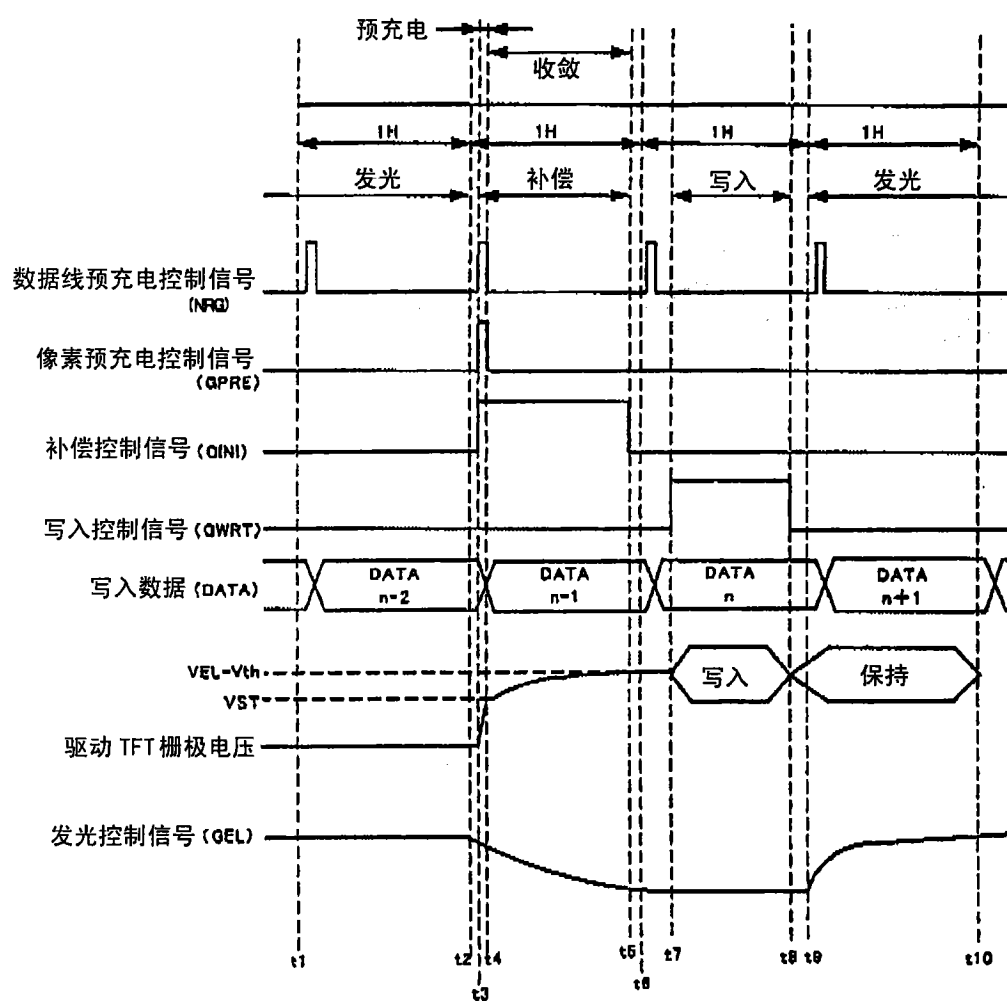 预充电
收敛
1H 1H 1H 1H
发光 补偿 写入 发光
数据线预充电控制信号
(NRG)
像素预充电控制信号
(GPRE)
补偿控制信号(GINI)
写入控制信号(GWRT)
写入数据(DATA)
DATA DATA DATA DATA
n-2 n-1 n n+1
VEL-Vth
写入 保持
VST
驱动TFT栅极电压
发光控制信号(GEL)
t1 t2 t4 t5 t7 t8 t9 t10
t3 t6